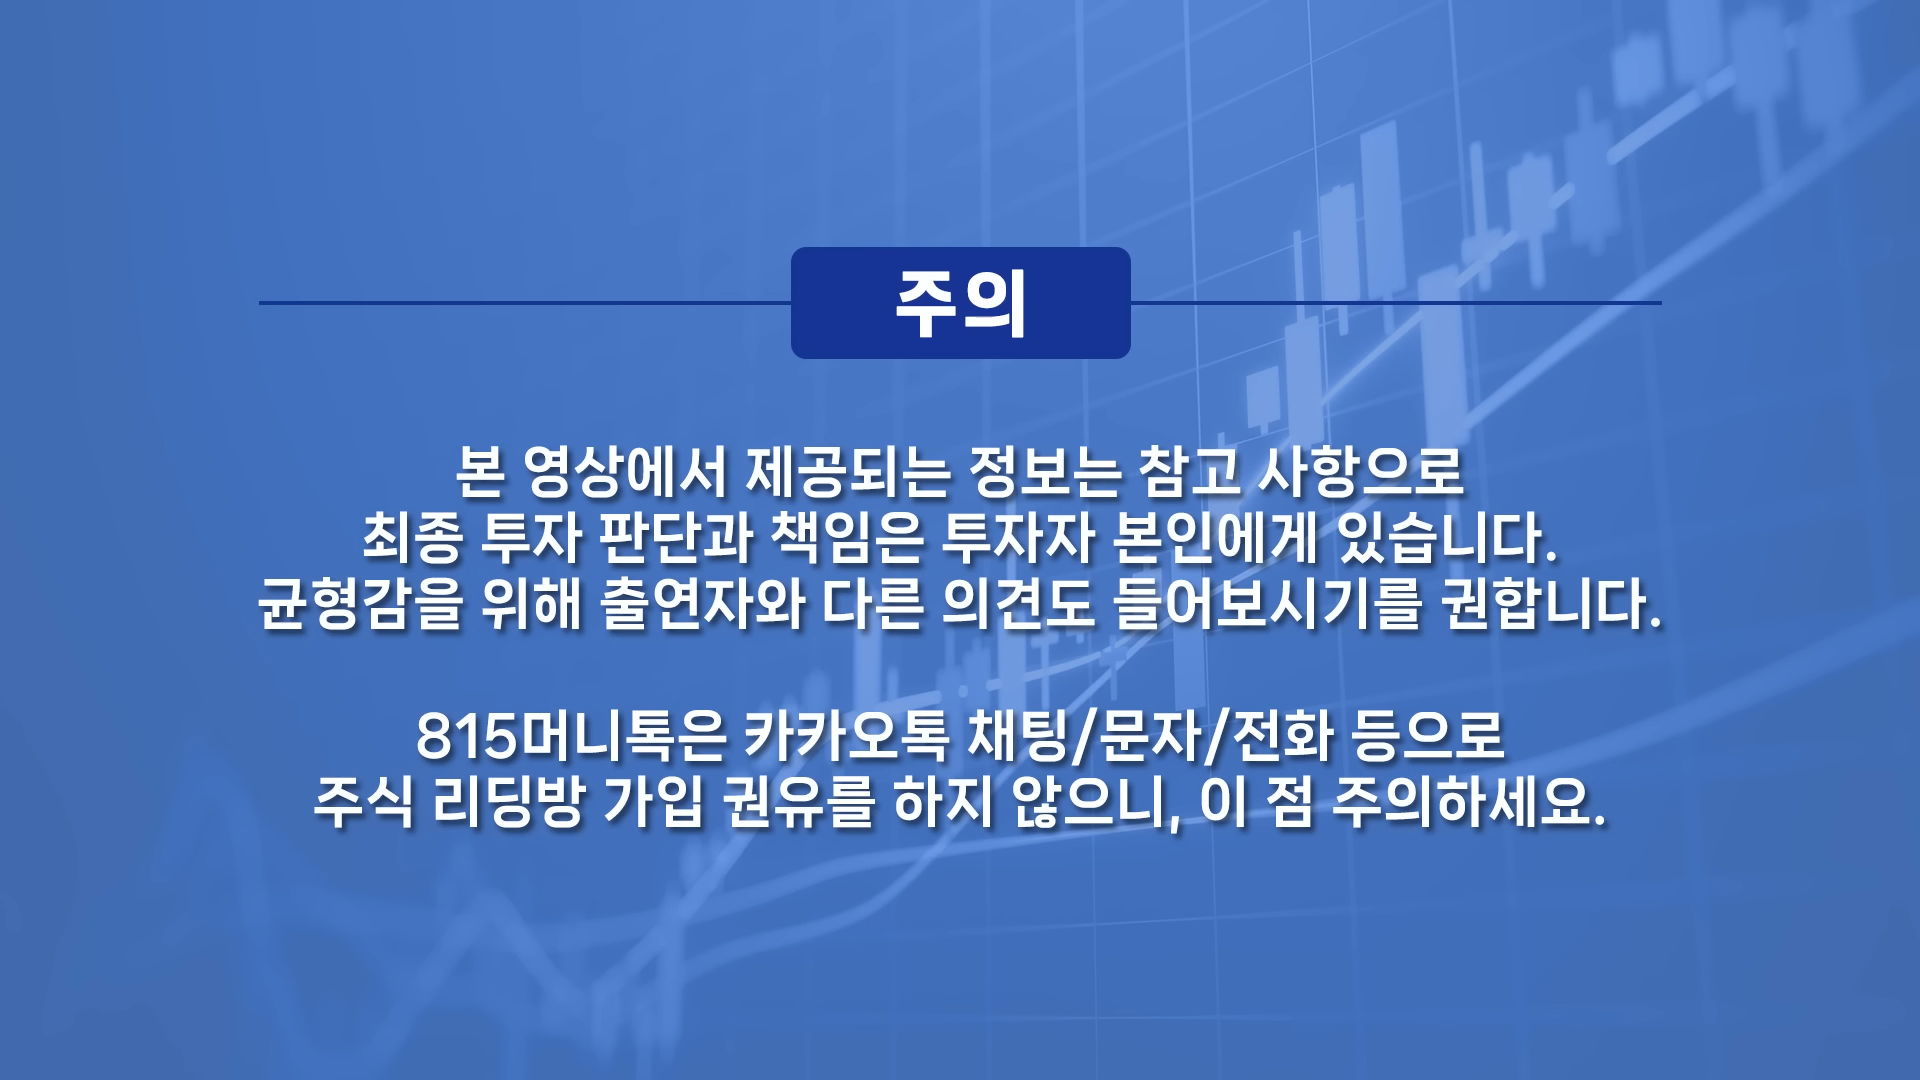 주의
본 영상에서 제공되는 정보는 참고 사항으로
최종 투자 판단과 책임은 투자자 본인에게 있습니다.
균형감을 위해 출연자와 다른 의견도 들어보시기를 권합니다.
815머니톡은 카카오톡 채팅/문자/전화 등으로
주식 리딩방 가입 권유를 하지 않으니, 이 점 주의하세요.